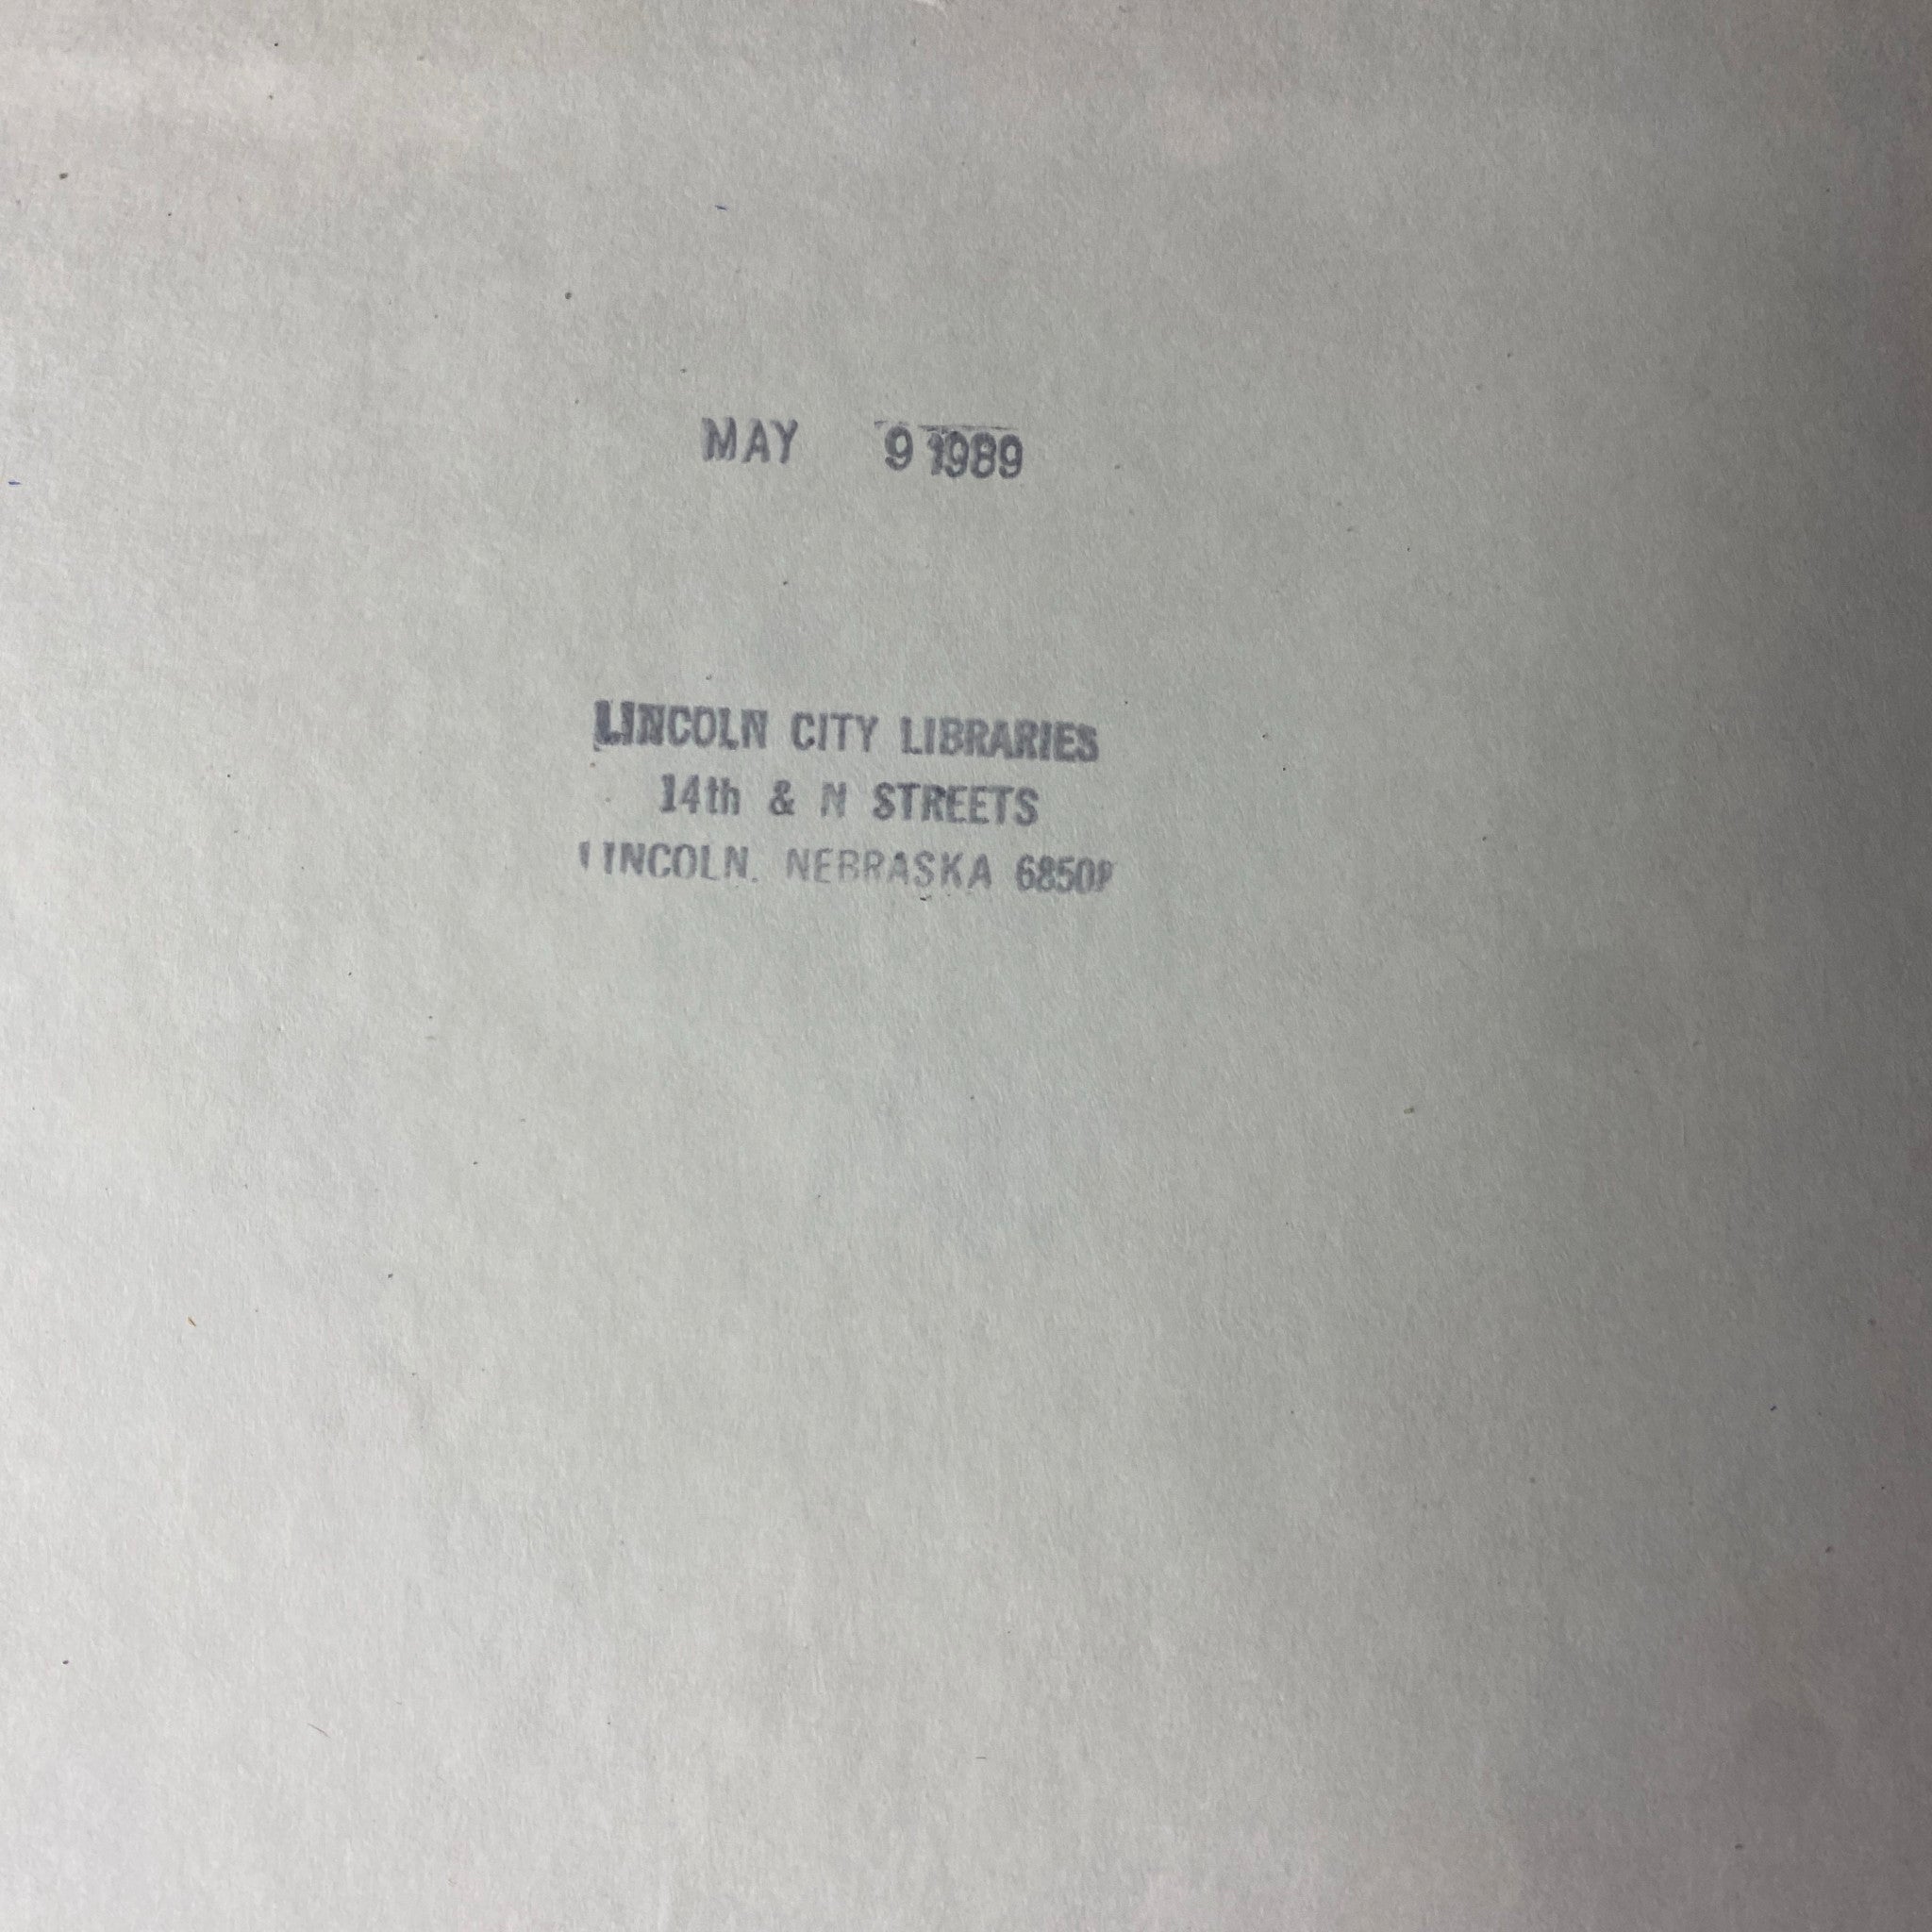 MAY 9 1989
LINCOLN CITY LIBRARIES
14th & N STREETS
LINCOLN, NEBRASKA 68508